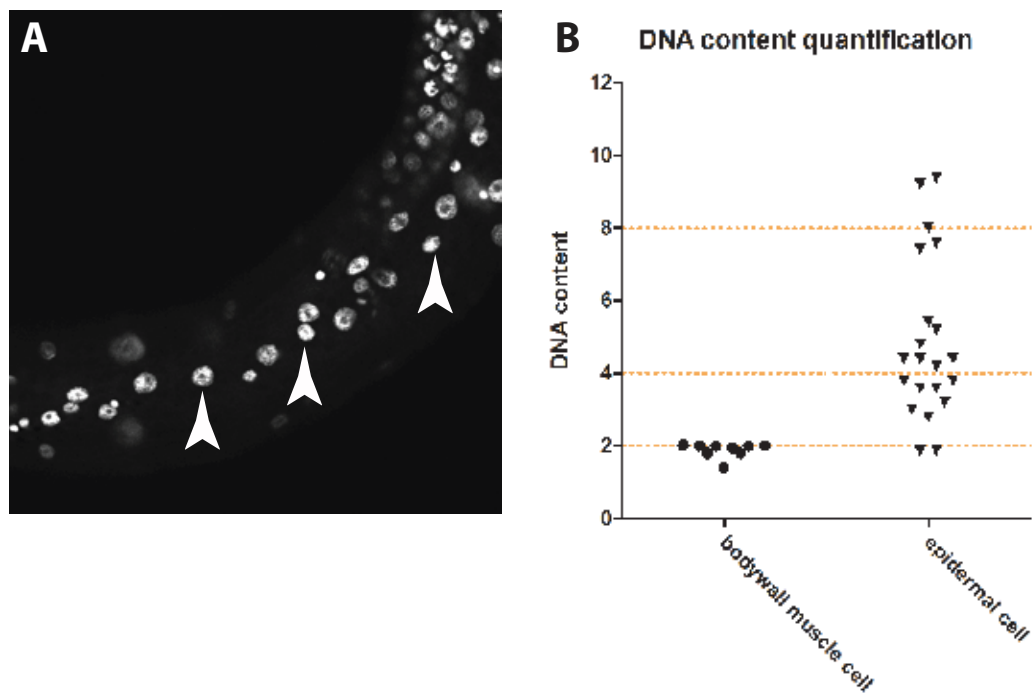 A
B
DNA content quantification
DNA content
12
10
8
6
4
2
0
bodywall muscle cell
epidermal cell